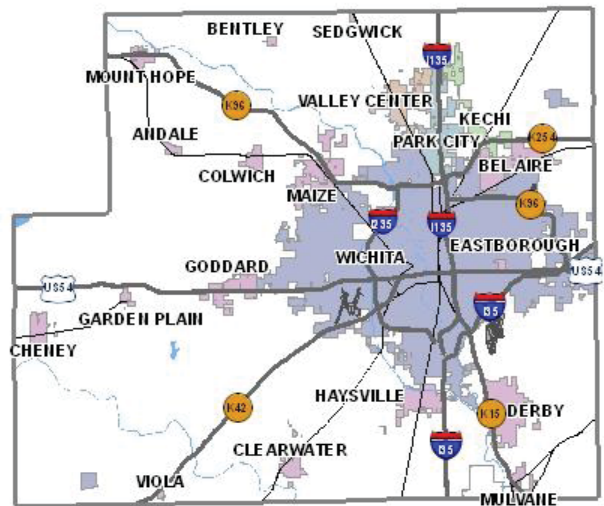 BENTLEY
SEDGWICK
I135
MOUNT HOPE
K96
VALLEY CENTER
KECHI
ANDALE
PARK CITY
K254
COLWICH
BEL AIRE
MAIZE
K96
I235
I135
WICHITA
EASTBOROUGH
GODDARD
US54
US54
GARDEN PLAIN
I35
CHENEY
HAYSVILLE
K42
K15
DERBY
CLEARWATER
I35
VIOLA
MULVANE